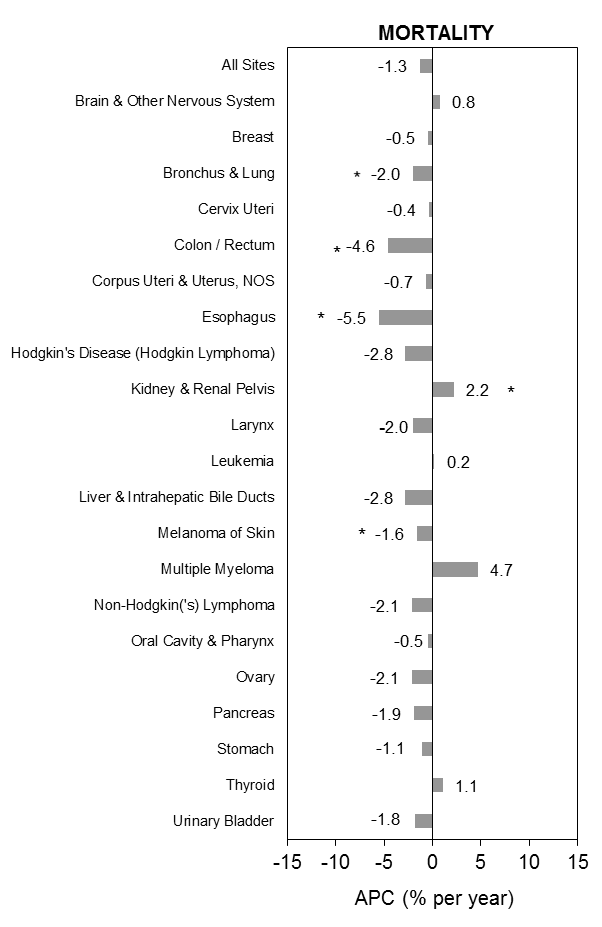 MORTALITY
All Sites -1.3
Brain & Other Nervous System 0.8
Breast -0.5
Bronchus & Lung * -2.0
Cervix Uteri -0.4
Colon / Rectum * -4.6
Corpus Uteri & Uterus, NOS -0.7
Esophagus * -5.5
Hodgkin's Disease (Hodgkin Lymphoma) -2.8
Kidney & Renal Pelvis 2.2 *
Larynx -2.0
Leukemia 0.2
Liver & Intrahepatic Bile Ducts -2.8
Melanoma of Skin * -1.6
Multiple Myeloma 4.7
Non-Hodgkin('s) Lymphoma -2.1
Oral Cavity & Pharynx -0.5
Ovary -2.1
Pancreas -1.9
Stomach -1.1
Thyroid 1.1
Urinary Bladder -1.8
-15 -10 -5 0 5 10 15
APC (% per year)